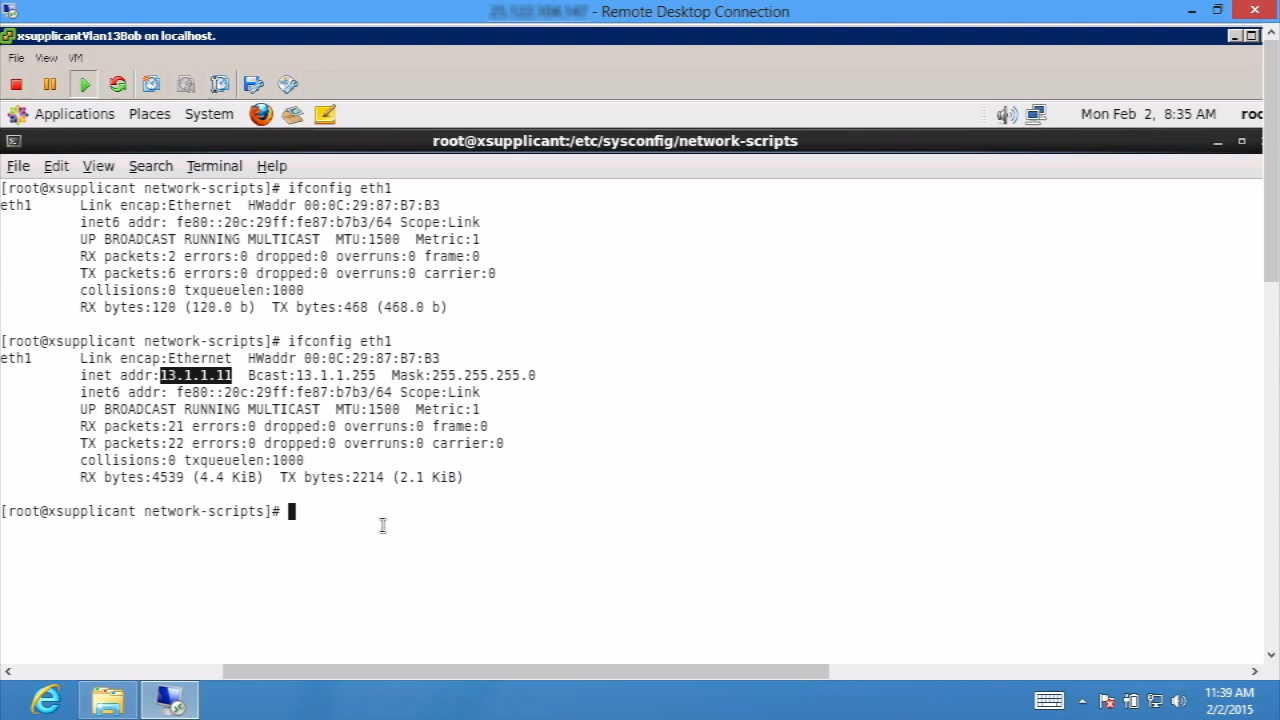 - Remote Desktop Connection
xsupplicantVlan13Bob on localhost.
File View VM
Applications Places System
Mon Feb 2, 8:35 AM
root@xsupplicant:/etc/sysconfig/network-scripts
File Edit View Search Terminal Help
[root@xsupplicant network-scripts]# ifconfig eth1
eth1 Link encap:Ethernet HWaddr 00:0C:29:87:B7:B3
inet6 addr: fe80::20c:29ff:fe87:b7b3/64 Scope:Link
UP BROADCAST RUNNING MULTICAST MTU:1500 Metric:1
RX packets:2 errors:0 dropped:0 overruns:0 frame:0
TX packets:6 errors:0 dropped:0 overruns:0 carrier:0
collisions:0 txqueuelen:1000
RX bytes:120 (120.0 b) TX bytes:468 (468.0 b)
[root@xsupplicant network-scripts]# ifconfig eth1
eth1 Link encap:Ethernet HWaddr 00:0C:29:87:B7:B3
inet addr:13.1.1.11 Bcast:13.1.1.255 Mask:255.255.255.0
inet6 addr: fe80::20c:29ff:fe87:b7b3/64 Scope:Link
UP BROADCAST RUNNING MULTICAST MTU:1500 Metric:1
RX packets:21 errors:0 dropped:0 overruns:0 frame:0
TX packets:22 errors:0 dropped:0 overruns:0 carrier:0
collisions:0 txqueuelen:1000
RX bytes:4539 (4.4 KiB) TX bytes:2214 (2.1 KiB)
[root@xsupplicant network-scripts]#
11:39 AM
2/2/2015